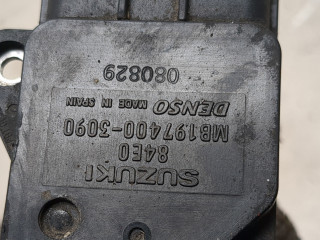 SUZUKI
84E0
MB197400-3090
DENSO MADE IN SPAIN
080829